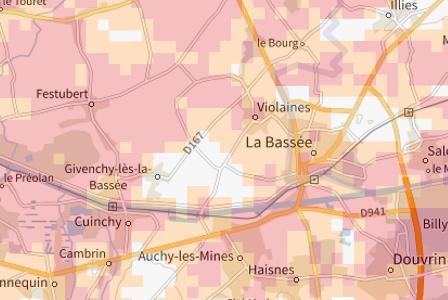 le Touret
Illies
le Bourg
Festubert
Violaines
D167
La Bassée
Givenchy-lès-la-
Bassée
le Préolan
Salo
le M
Cuinchy
D941
Billy
Cambrin
Auchy-les-Mines
Douvrin
Haisnes
nnequin